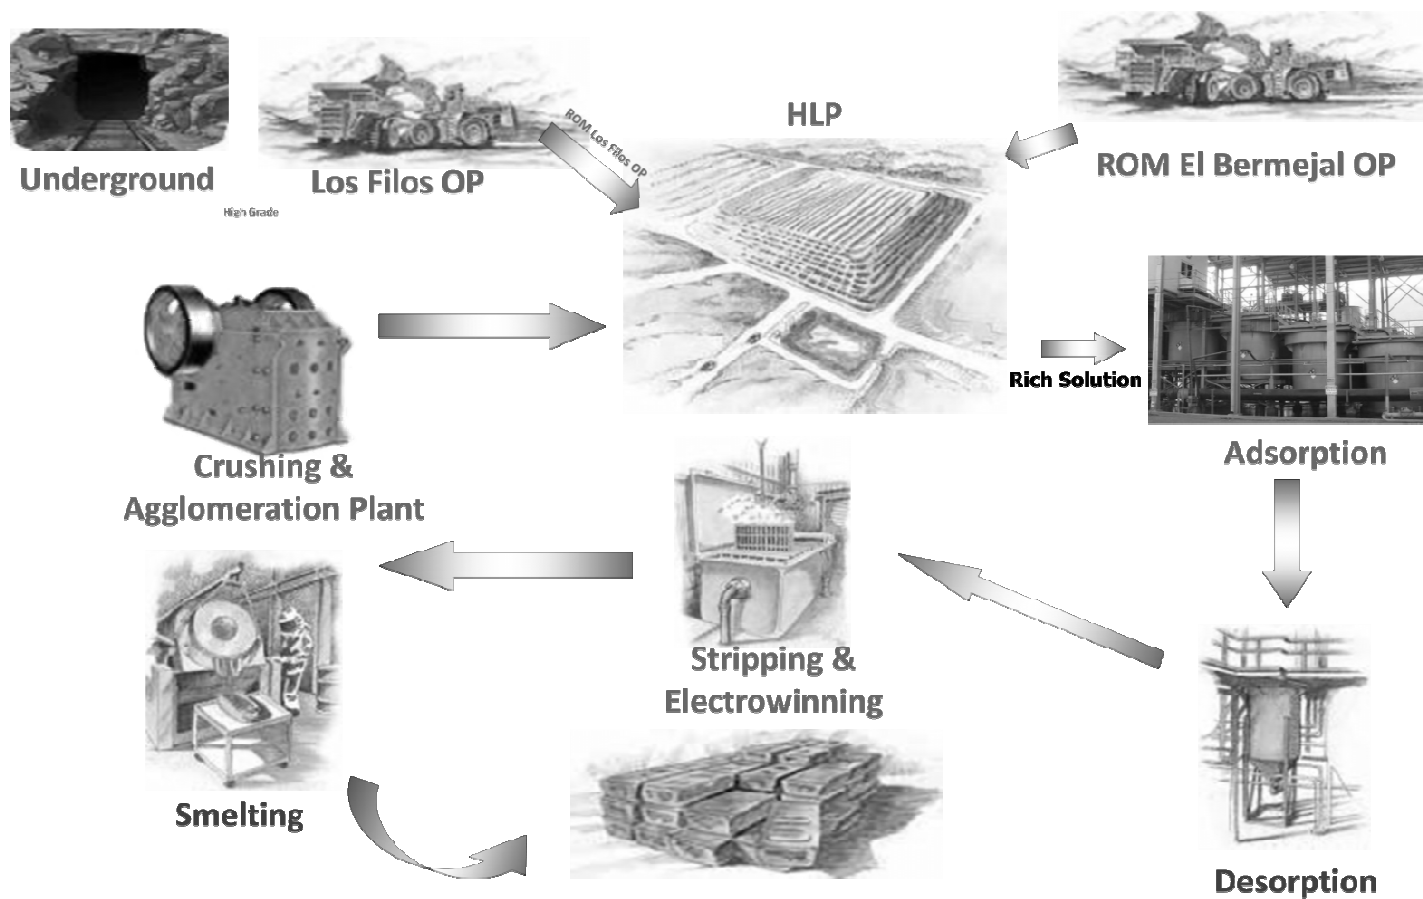 HLP
ROM Los Filos OP
Underground
Los Filos OP
ROM El Bermejal OP
High Grade
Rich Solution
Adsorption
Crushing &
Agglomeration Plant
Stripping &
Electrowinning
Smelting
Desorption